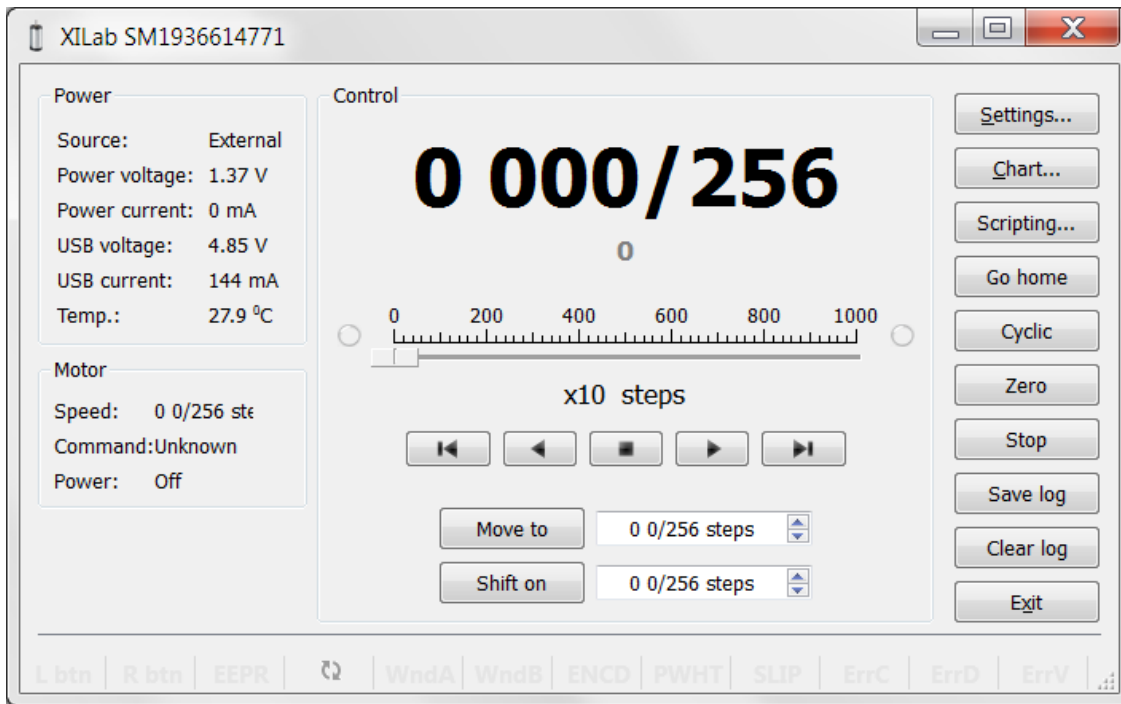 XILab SM1936614771
Power
Source: External
Power voltage: 1.37 V
Power current: 0 mA
USB voltage: 4.85 V
USB current: 144 mA
Temp.: 27.9 ⁰C
Motor
Speed: 0 0/256 ste
Command:Unknown
Power: Off
Control
0 000/256
0
0 200 400 600 800 1000
x10 steps
Move to 0 0/256 steps
Shift on 0 0/256 steps
Settings...
Chart...
Scripting...
Go home
Cyclic
Zero
Stop
Save log
Clear log
Exit
L btn R btn EEPR WndA WndB ENCD PWHT SLIP ErrC ErrD ErrV